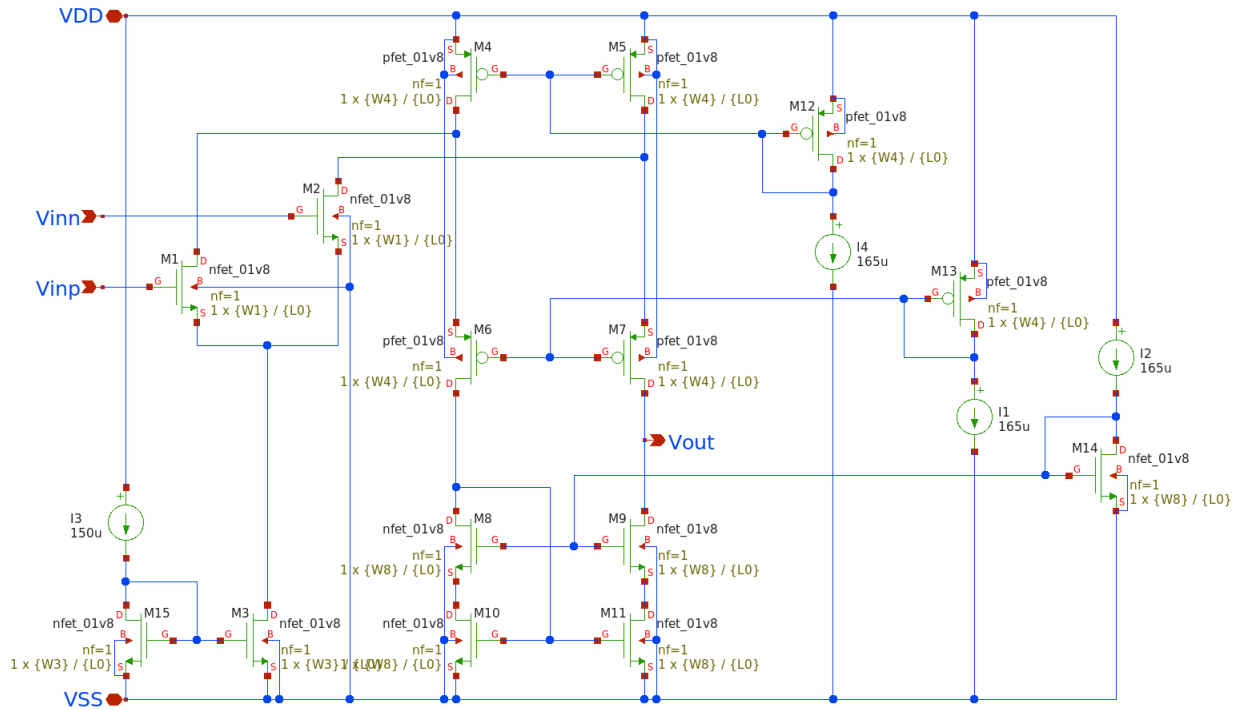 VDD
S
M4
pfet_01v8
G
B
nf=1
1 x {W4} / {L0}
D
M5
S
pfet_01v8
G
B
nf=1
1 x {W4} / {L0}
D
M12
S
pfet_01v8
G
B
nf=1
1 x {W4} / {L0}
D
M2
D
nfet_01v8
Vinn
G
B
nf=1
1 x {W1} / {L0}
S
M1
D
nfet_01v8
Vinp
G
B
nf=1
1 x {W1} / {L0}
S
+
I4
165u
M13
S
pfet_01v8
G
B
nf=1
1 x {W4} / {L0}
D
S
M6
pfet_01v8
G
B
nf=1
1 x {W4} / {L0}
D
M7
S
pfet_01v8
G
B
nf=1
1 x {W4} / {L0}
D
+
I2
165u
+
I1
165u
Vout
M14
D
nfet_01v8
G
B
nf=1
1 x {W8} / {L0}
S
+
I3
150u
D
M8
nfet_01v8
G
B
nf=1
1 x {W8} / {L0}
S
M9
D
nfet_01v8
G
B
nf=1
1 x {W8} / {L0}
S
D
M15
nfet_01v8
G
B
nf=1
1 x {W3} / {L0}
S
M3
D
nfet_01v8
G
B
nf=1
1 x {W3} / {L0}
S
D
M10
nfet_01v8
G
B
nf=1
1 x {W8} / {L0}
S
M11
D
nfet_01v8
G
B
nf=1
1 x {W8} / {L0}
S
VSS